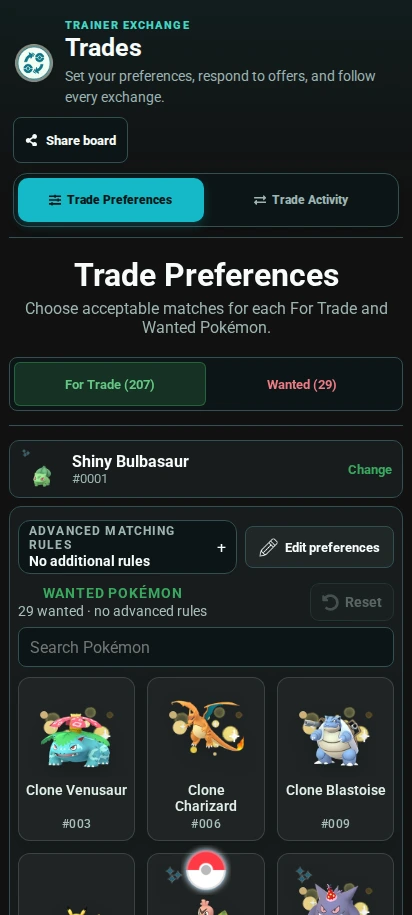 TRAINER EXCHANGE
Trades
Set your preferences, respond to offers, and follow
every exchange.
Share board
Trade Preferences
Trade Activity
Trade Preferences
Choose acceptable matches for each For Trade and
Wanted Pokémon.
For Trade (207)
Wanted (29)
Shiny Bulbasaur
#0001
Change
ADVANCED MATCHING
RULES
No additional rules
+
Edit preferences
WANTED POKÉMON
29 wanted · no advanced rules
Reset
Search Pokémon
Clone Venusaur
#003
Clone
Charizard
#006
Clone Blastoise
#009